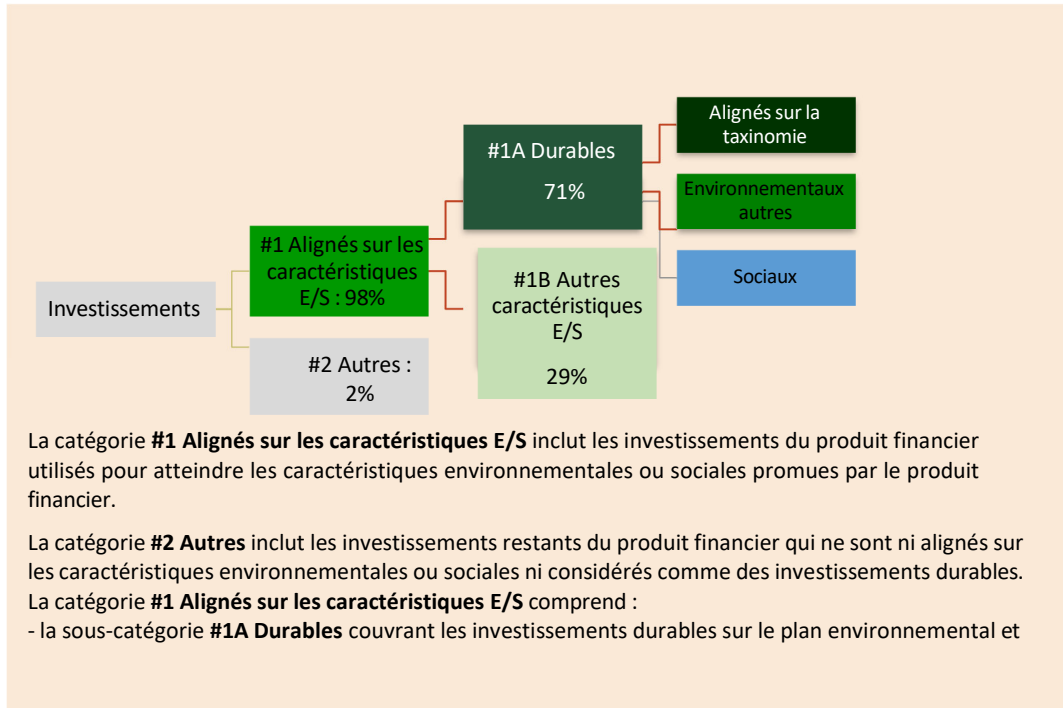 Investissements
#1 Alignés sur les
caractéristiques
E/S : 98%
#2 Autres :
2%
#1A Durables
71%
#1B Autres
caractéristiques
E/S
29%
Alignés sur la
taxinomie
Environnementaux
autres
Sociaux
La catégorie #1 Alignés sur les caractéristiques E/S inclut les investissements du produit financier
utilisés pour atteindre les caractéristiques environnementales ou sociales promues par le produit
financier.
La catégorie #2 Autres inclut les investissements restants du produit financier qui ne sont ni alignés sur
les caractéristiques environnementales ou sociales ni considérés comme des investissements durables.
La catégorie #1 Alignés sur les caractéristiques E/S comprend :
- la sous-catégorie #1A Durables couvrant les investissements durables sur le plan environnemental et